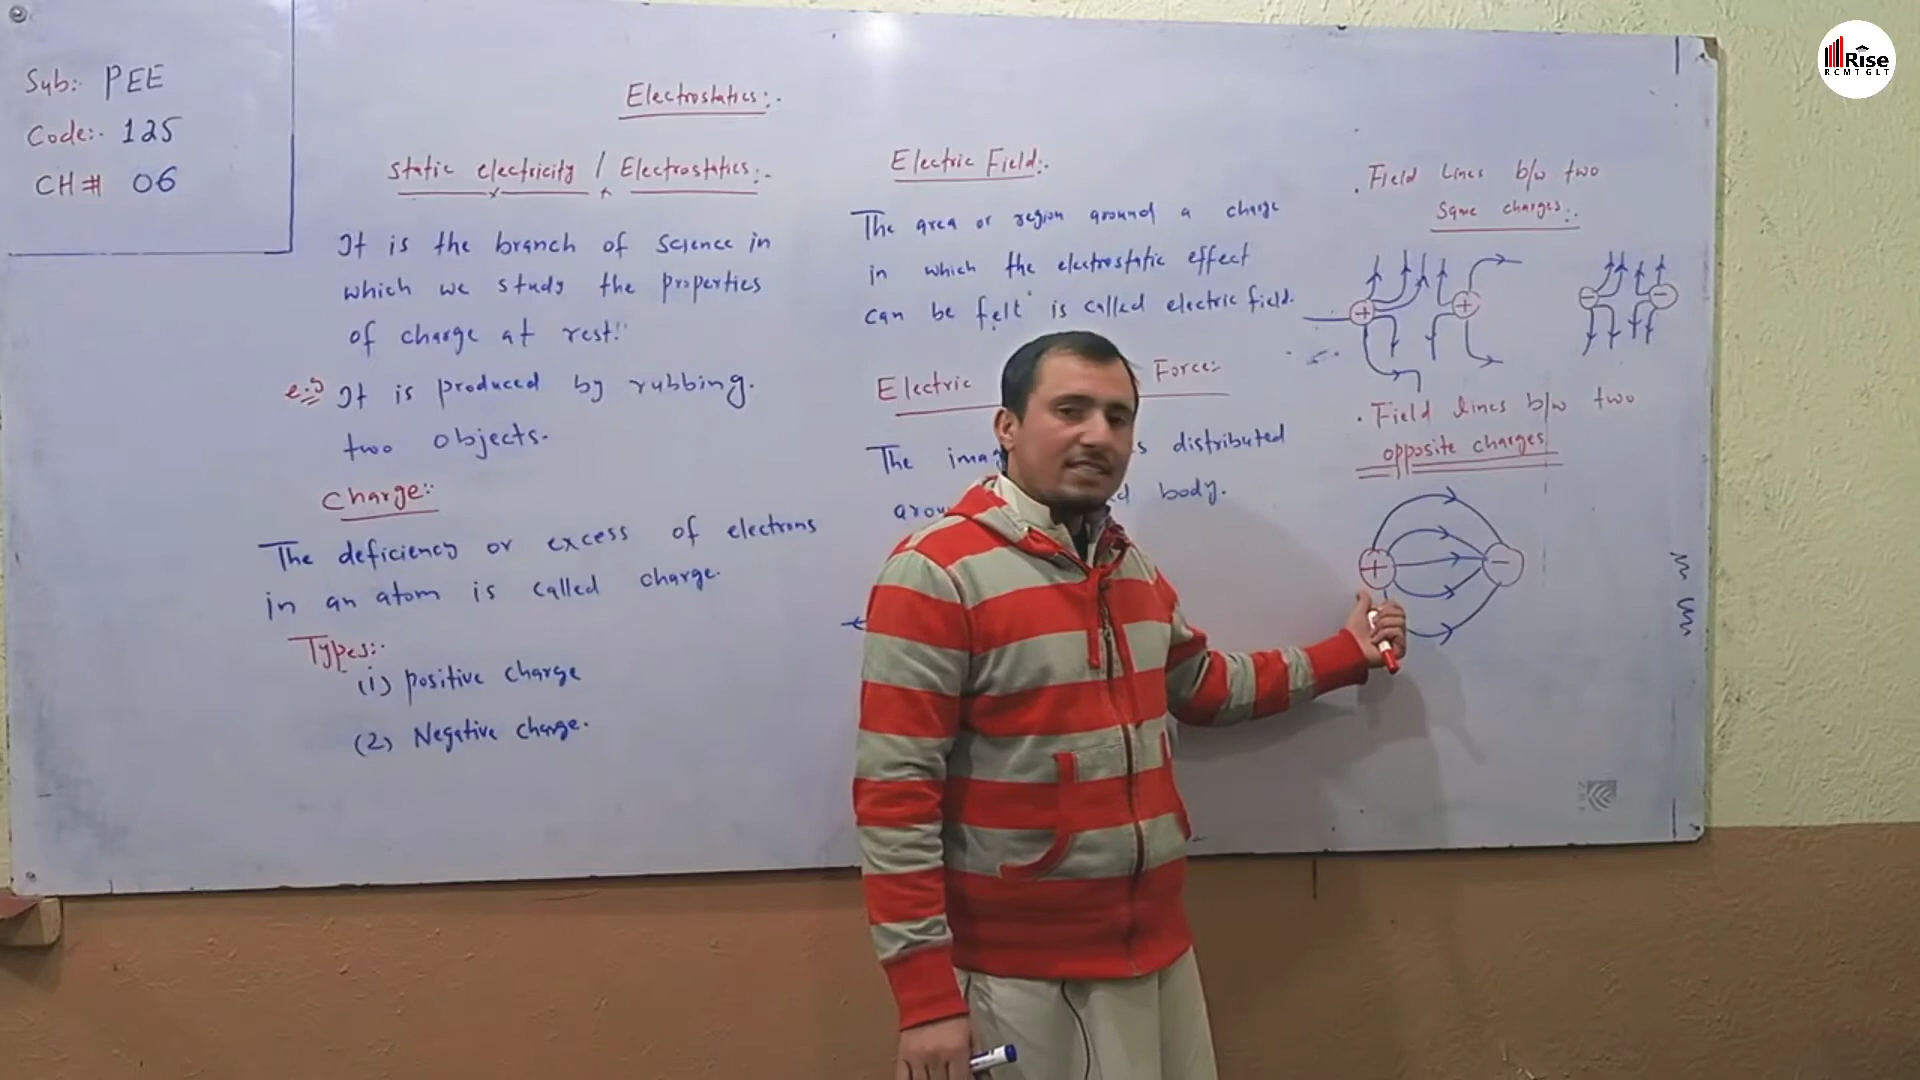 Sub:- PEE
Code:- 125
CH# 06
Electrostatics:-
Static electricity / Electrostatics:-
It is the branch of Science in
which we study the properties
of charge at rest.
e.g It is produced by rubbing.
two objects.
Charge:-
The deficiency or excess of electrons
in an atom is called charge.
Types:-
(i) Positive charge
(2) Negative charge.
Electric Field:-
The area or region around a charge
in which the electrostatic effect
can be felt is called electric field.
Electric Force:-
The distributed
body.
. Field Lines b/w two
Same charges:-
+ +
- -
. Field lines b/w two
opposite charges
+ -
Rise
RCMTGLT